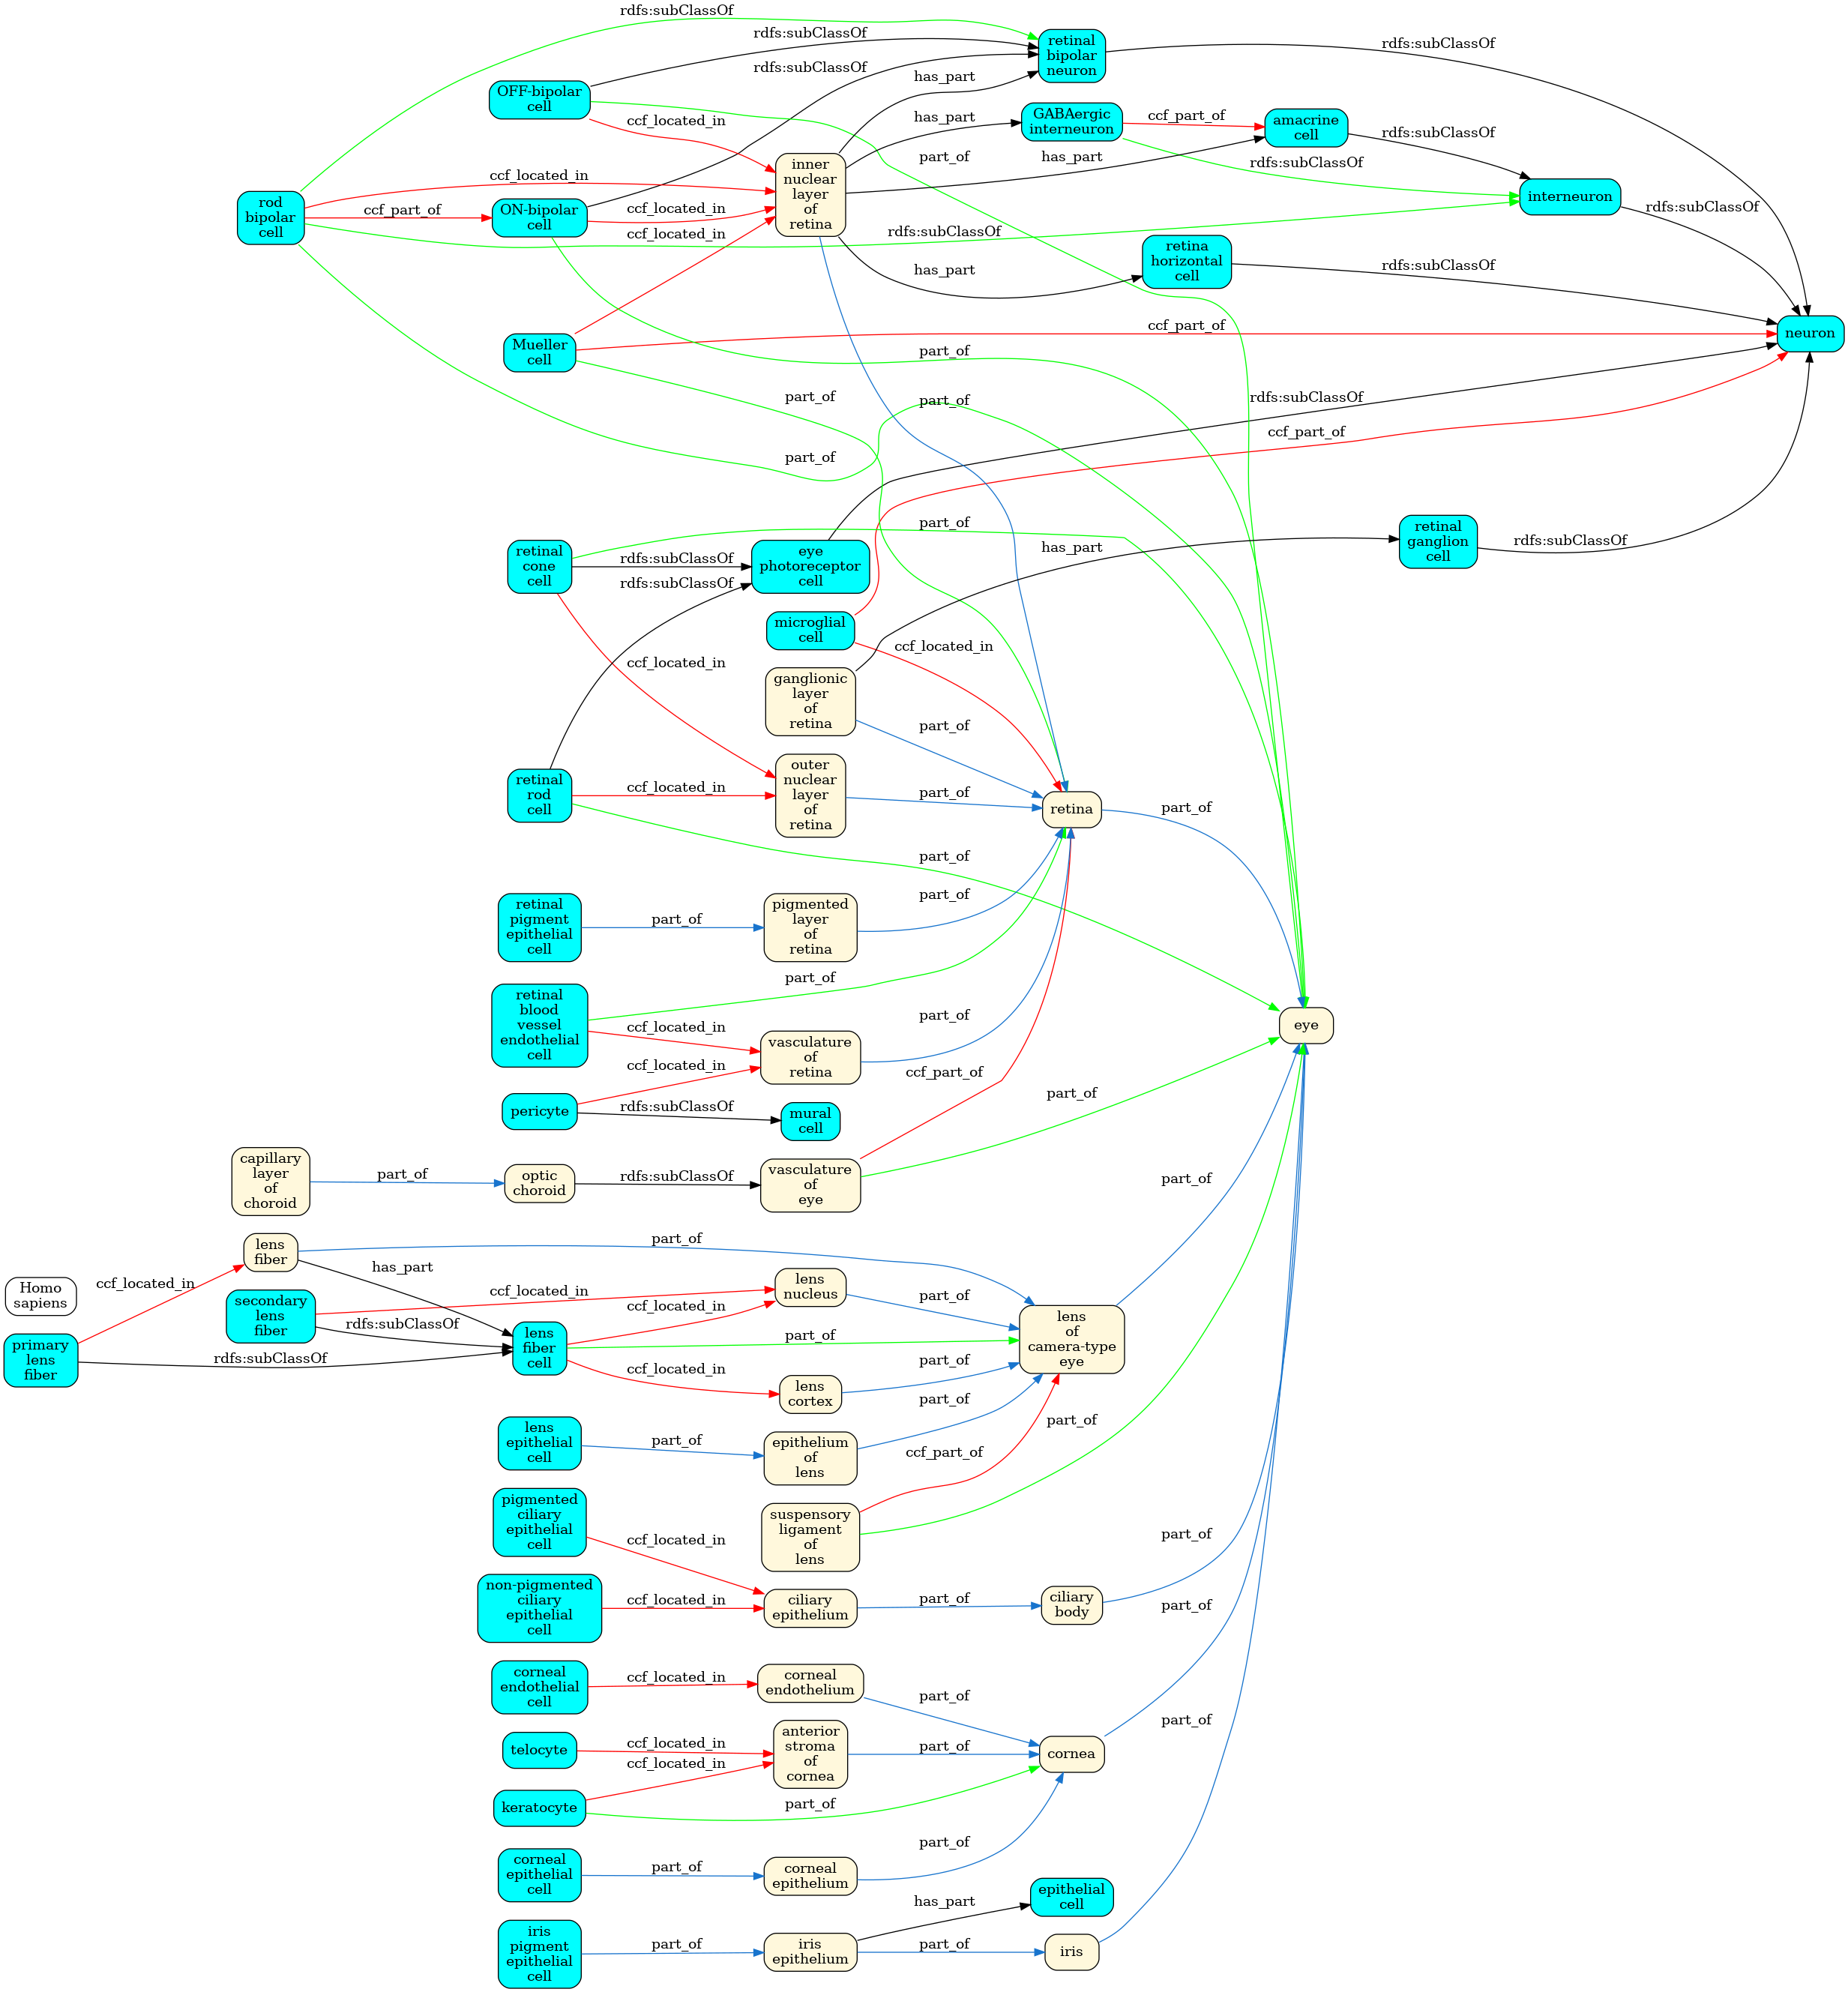 rdfs:subClassOf
rdfs:subClassOf
retinal
bipolar
neuron
rdfs:subClassOf
rdfs:subClassOf
OFF-bipolar
cell
has_part
ccf_located_in
has_part
GABAergic
interneuron
ccf_part_of
amacrine
cell
rdfs:subClassOf
part_of
has_part
rdfs:subClassOf
inner
nuclear
layer
of
retina
rod
bipolar
cell
ccf_located_in
ccf_part_of
ON-bipolar
cell
ccf_located_in
interneuron
rdfs:subClassOf
ccf_located_in
rdfs:subClassOf
retina
horizontal
cell
has_part
rdfs:subClassOf
Mueller
cell
ccf_part_of
neuron
part_of
part_of
part_of
rdfs:subClassOf
ccf_part_of
part_of
retinal
cone
cell
part_of
rdfs:subClassOf
rdfs:subClassOf
eye
photoreceptor
cell
has_part
retinal
ganglion
cell
rdfs:subClassOf
microglial
cell
ccf_located_in
ccf_located_in
ganglionic
layer
of
retina
part_of
retinal
rod
cell
ccf_located_in
outer
nuclear
layer
of
retina
part_of
retina
part_of
part_of
retinal
pigment
epithelial
cell
part_of
pigmented
layer
of
retina
part_of
retinal
blood
vessel
endothelial
cell
part_of
ccf_located_in
vasculature
of
retina
part_of
eye
ccf_located_in
ccf_part_of
pericyte
rdfs:subClassOf
mural
cell
part_of
capillary
layer
of
choroid
part_of
optic
choroid
rdfs:subClassOf
vasculature
of
eye
part_of
lens
fiber
part_of
Homo
sapiens
ccf_located_in
has_part
secondary
lens
fiber
ccf_located_in
ccf_located_in
lens
nucleus
part_of
primary
lens
fiber
rdfs:subClassOf
rdfs:subClassOf
lens
fiber
cell
part_of
lens
of
camera-type
eye
ccf_located_in
lens
cortex
part_of
part_of
lens
epithelial
cell
part_of
epithelium
of
lens
ccf_part_of
part_of
pigmented
ciliary
epithelial
cell
suspensory
ligament
of
lens
ccf_located_in
part_of
non-pigmented
ciliary
epithelial
cell
ccf_located_in
ciliary
epithelium
part_of
ciliary
body
part_of
corneal
endothelial
cell
ccf_located_in
corneal
endothelium
part_of
part_of
telocyte
ccf_located_in
ccf_located_in
anterior
stroma
of
cornea
part_of
cornea
keratocyte
part_of
corneal
epithelial
cell
part_of
corneal
epithelium
part_of
has_part
epithelial
cell
iris
pigment
epithelial
cell
part_of
iris
epithelium
part_of
iris